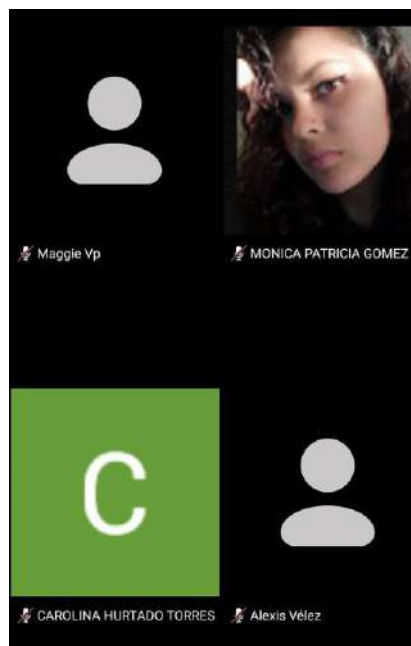 Maggie Vp
MONICA PATRICIA GOMEZ
C
CAROLINA HURTADO TORRES
Alexis Vélez